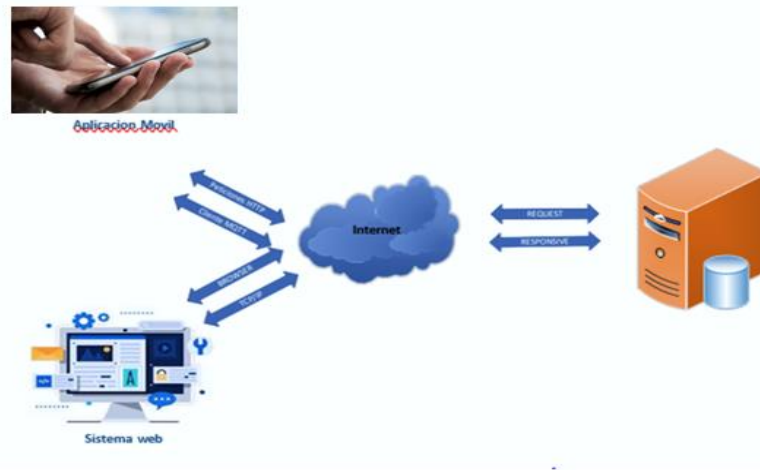 Aplicacion Movil
Peticiones HTTP
Cliente MQTT
Internet
REQUEST
RESPONSIVE
BROWSER
TCP/IP
A
Sistema web